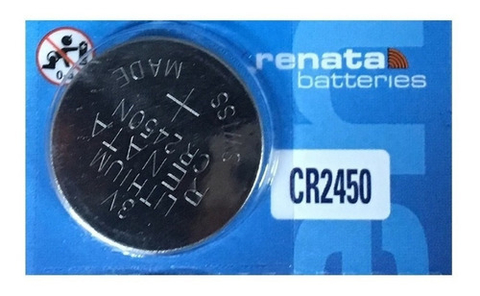 renata
batteries
CR2450
SWISS MADE
+
CR2450N
RENATA
LITHIUM
3V